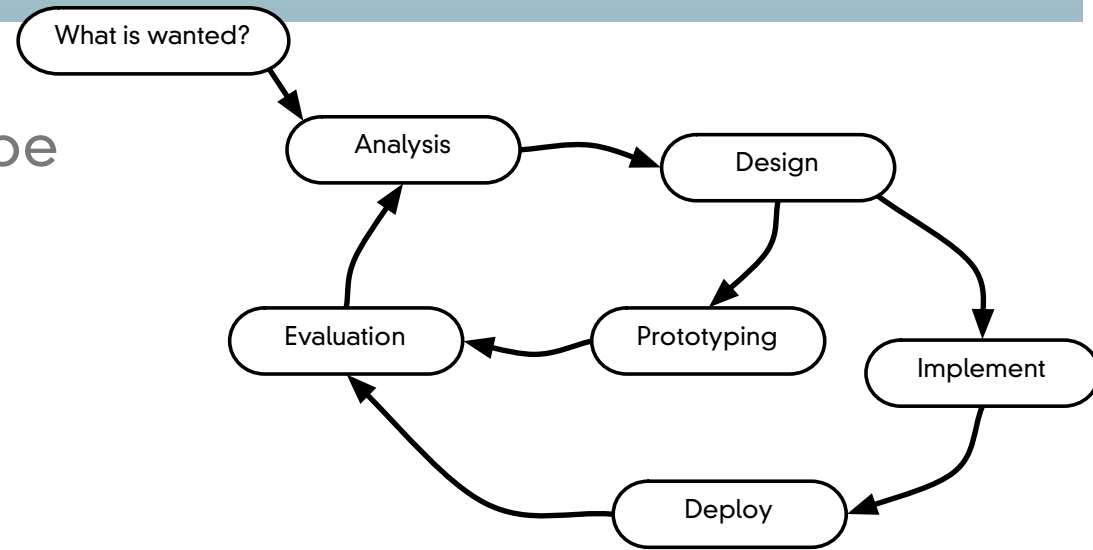 What is wanted?
Analysis
Design
Evaluation
Prototyping
Implement
Deploy